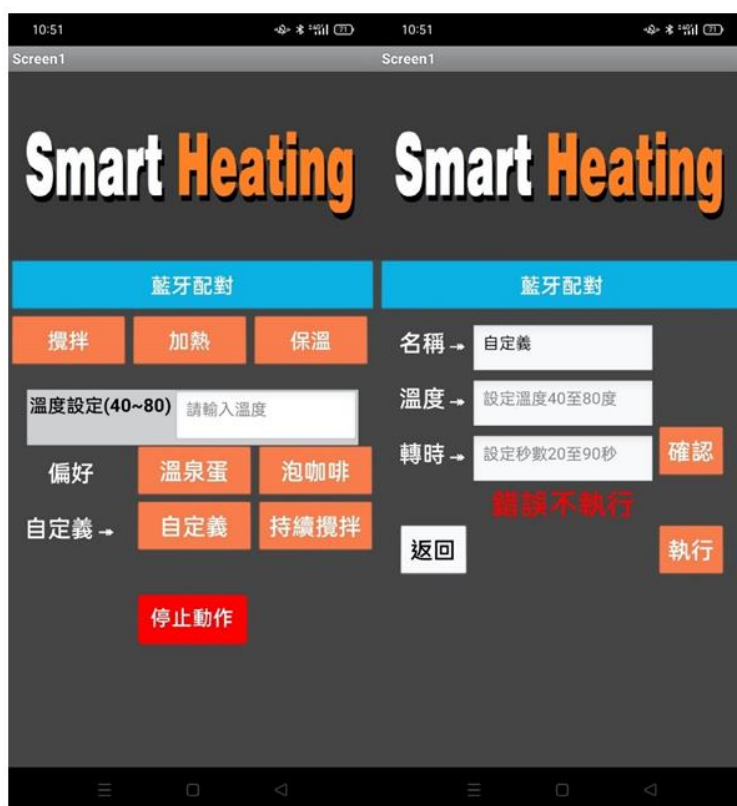 10:51
71
Screen1
Smart Heating
藍牙配對
攪拌 加熱 保溫
溫度設定(40~80) 請輸入溫度
偏好 溫泉蛋 泡咖啡
自定義→ 自定義 持續攪拌
停止動作
10:51
71
Screen1
Smart Heating
藍牙配對
名稱→ 自定義
溫度→ 設定溫度40至80度
轉時→ 設定秒數20至90秒 確認
錯誤不執行
返回 執行